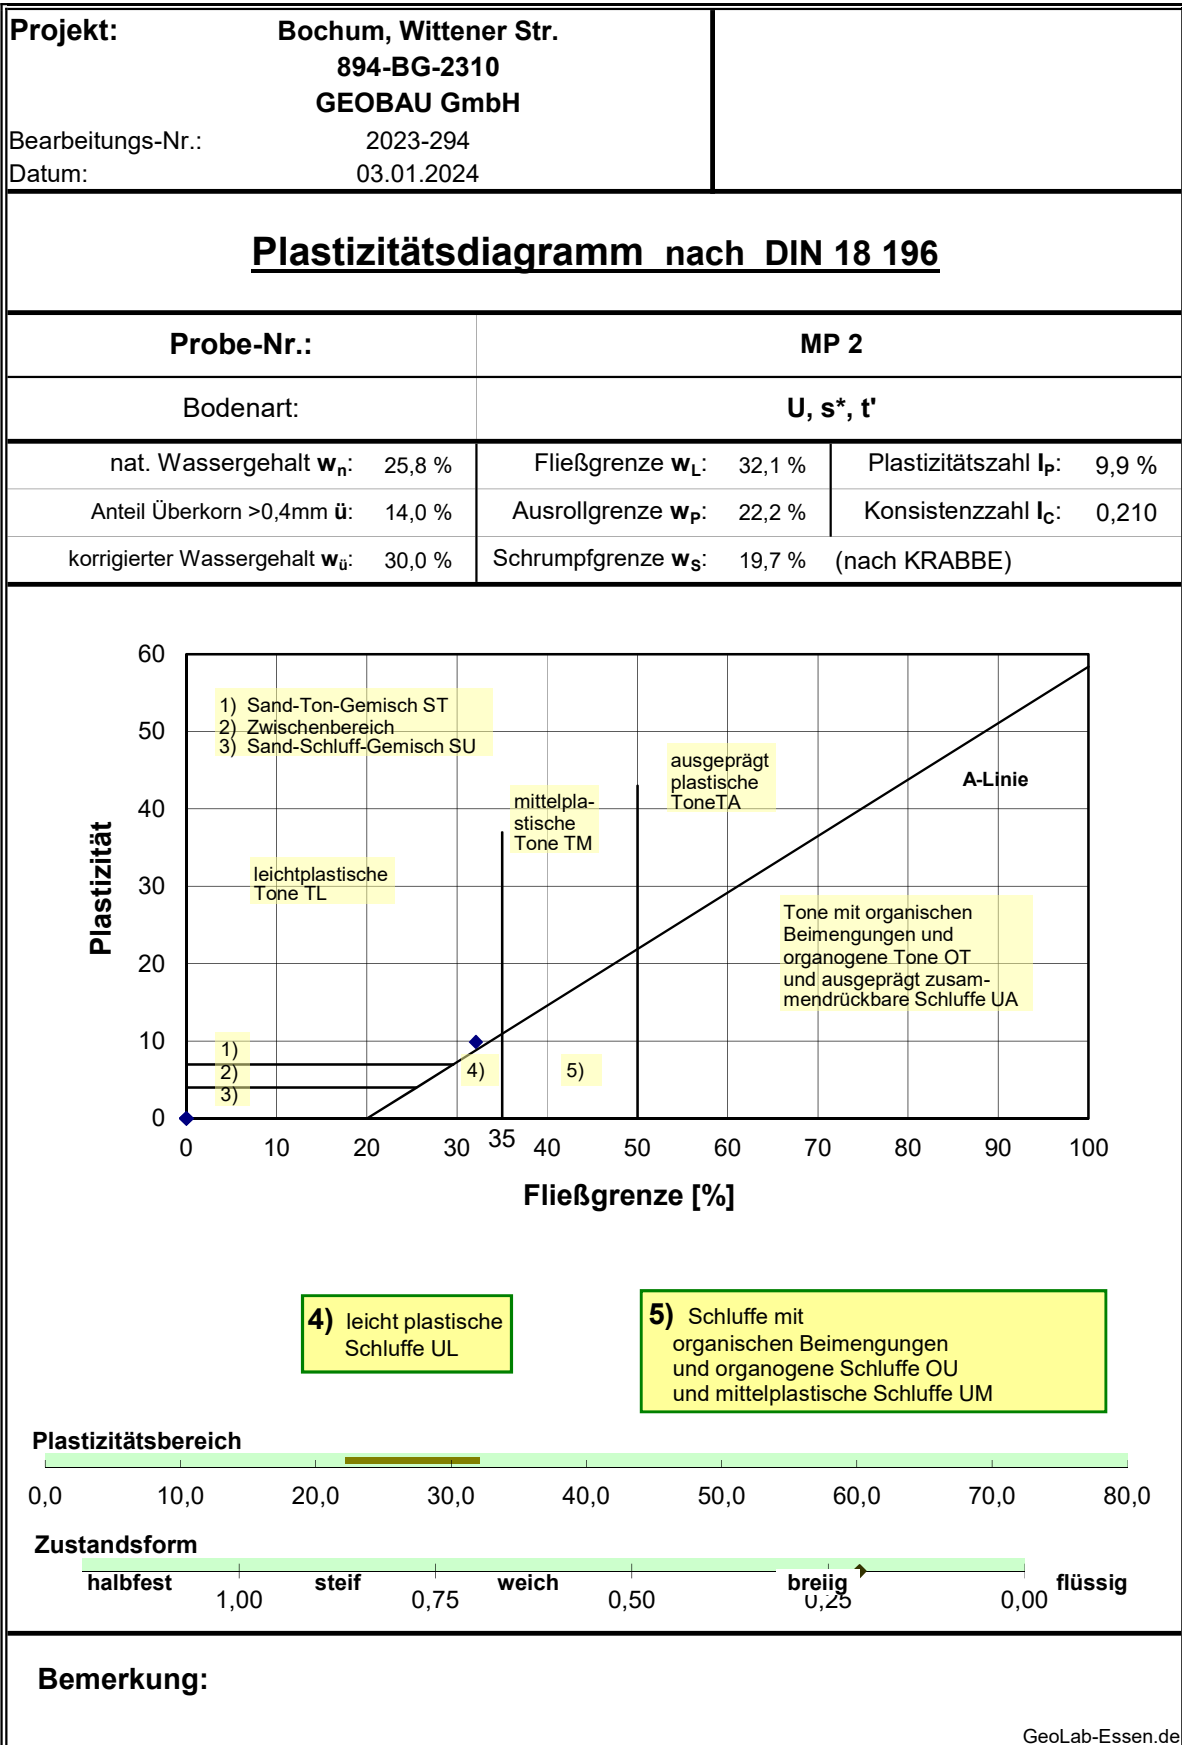 Projekt: Bochum, Wittener Str.
894-BG-2310
GEOBAU GmbH
Bearbeitungs-Nr.: 2023-294
Datum: 03.01.2024
Plastizitätsdiagramm nach DIN 18 196
Probe-Nr.: MP 2
Bodenart: U, s*, t'
nat. Wassergehalt wn: 25,8 % Fließgrenze wL: 32,1 % Plastizitätszahl IP: 9,9 %
Anteil Überkorn >0,4mm ü: 14,0 % Ausrollgrenze wP: 22,2 % Konsistenzzahl IC: 0,210
korrigierter Wassergehalt wü: 30,0 % Schrumpfgrenze wS: 19,7 % (nach KRABBE)
60
50
40
30
20
10
0
Plastizität
1) Sand-Ton-Gemisch ST
2) Zwischenbereich
3) Sand-Schluff-Gemisch SU
leichtplastische
Tone TL
mittelpla-
stische
Tone TM
ausgeprägt
plastische
ToneTA
A-Linie
Tone mit organischen
Beimengungen und
organogene Tone OT
und ausgeprägt zusam-
mendrückbare Schluffe UA
1)
2)
3)
4)
5)
0 10 20 30 35 40 50 60 70 80 90 100
Fließgrenze [%]
4) leicht plastische
Schluffe UL
5) Schluffe mit
organischen Beimengungen
und organogene Schluffe OU
und mittelplastische Schluffe UM
Plastizitätsbereich
0,0 10,0 20,0 30,0 40,0 50,0 60,0 70,0 80,0
Zustandsform
halbfest steif weich breiig flüssig
1,00 0,75 0,50 0,25 0,00
Bemerkung:
GeoLab-Essen.de